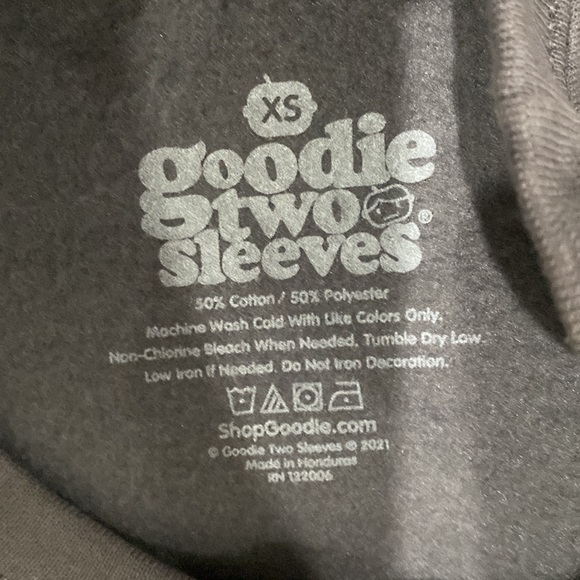 XS
goodie
two
sleeves®
50% Cotton / 50% Polyester
Machine Wash Cold With Like Colors Only.
Non-Chlorine Bleach When Needed. Tumble Dry Low
Low Iron If Needed. Do Not Iron Decoration.
ShopGoodie.com
© Goodie Two Sleeves ® 2021
Made in Honduras
RN 132006